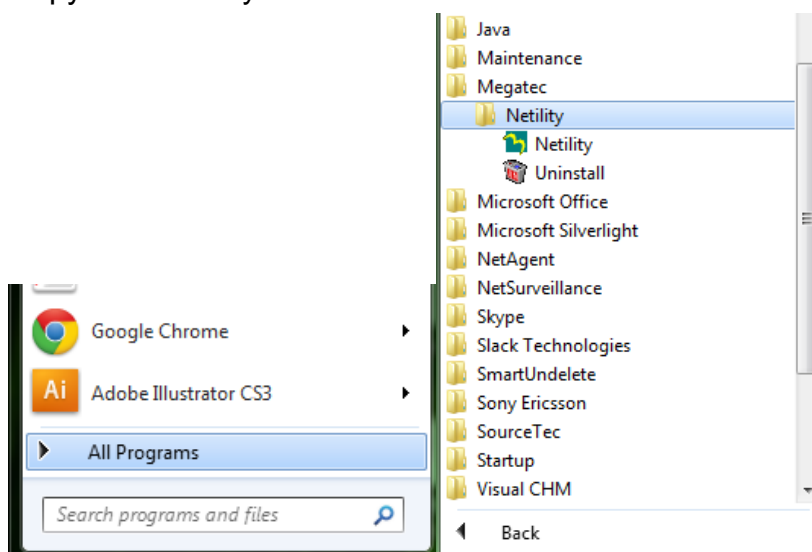 Java
Maintenance
Megatec
Netility
Netility
Uninstall
Microsoft Office
Microsoft Silverlight
NetAgent
NetSurveillance
Skype
Slack Technologies
SmartUndelete
Sony Ericsson
SourceTec
Startup
Visual CHM
Back
Google Chrome
Ai Adobe Illustrator CS3
All Programs
Search programs and files